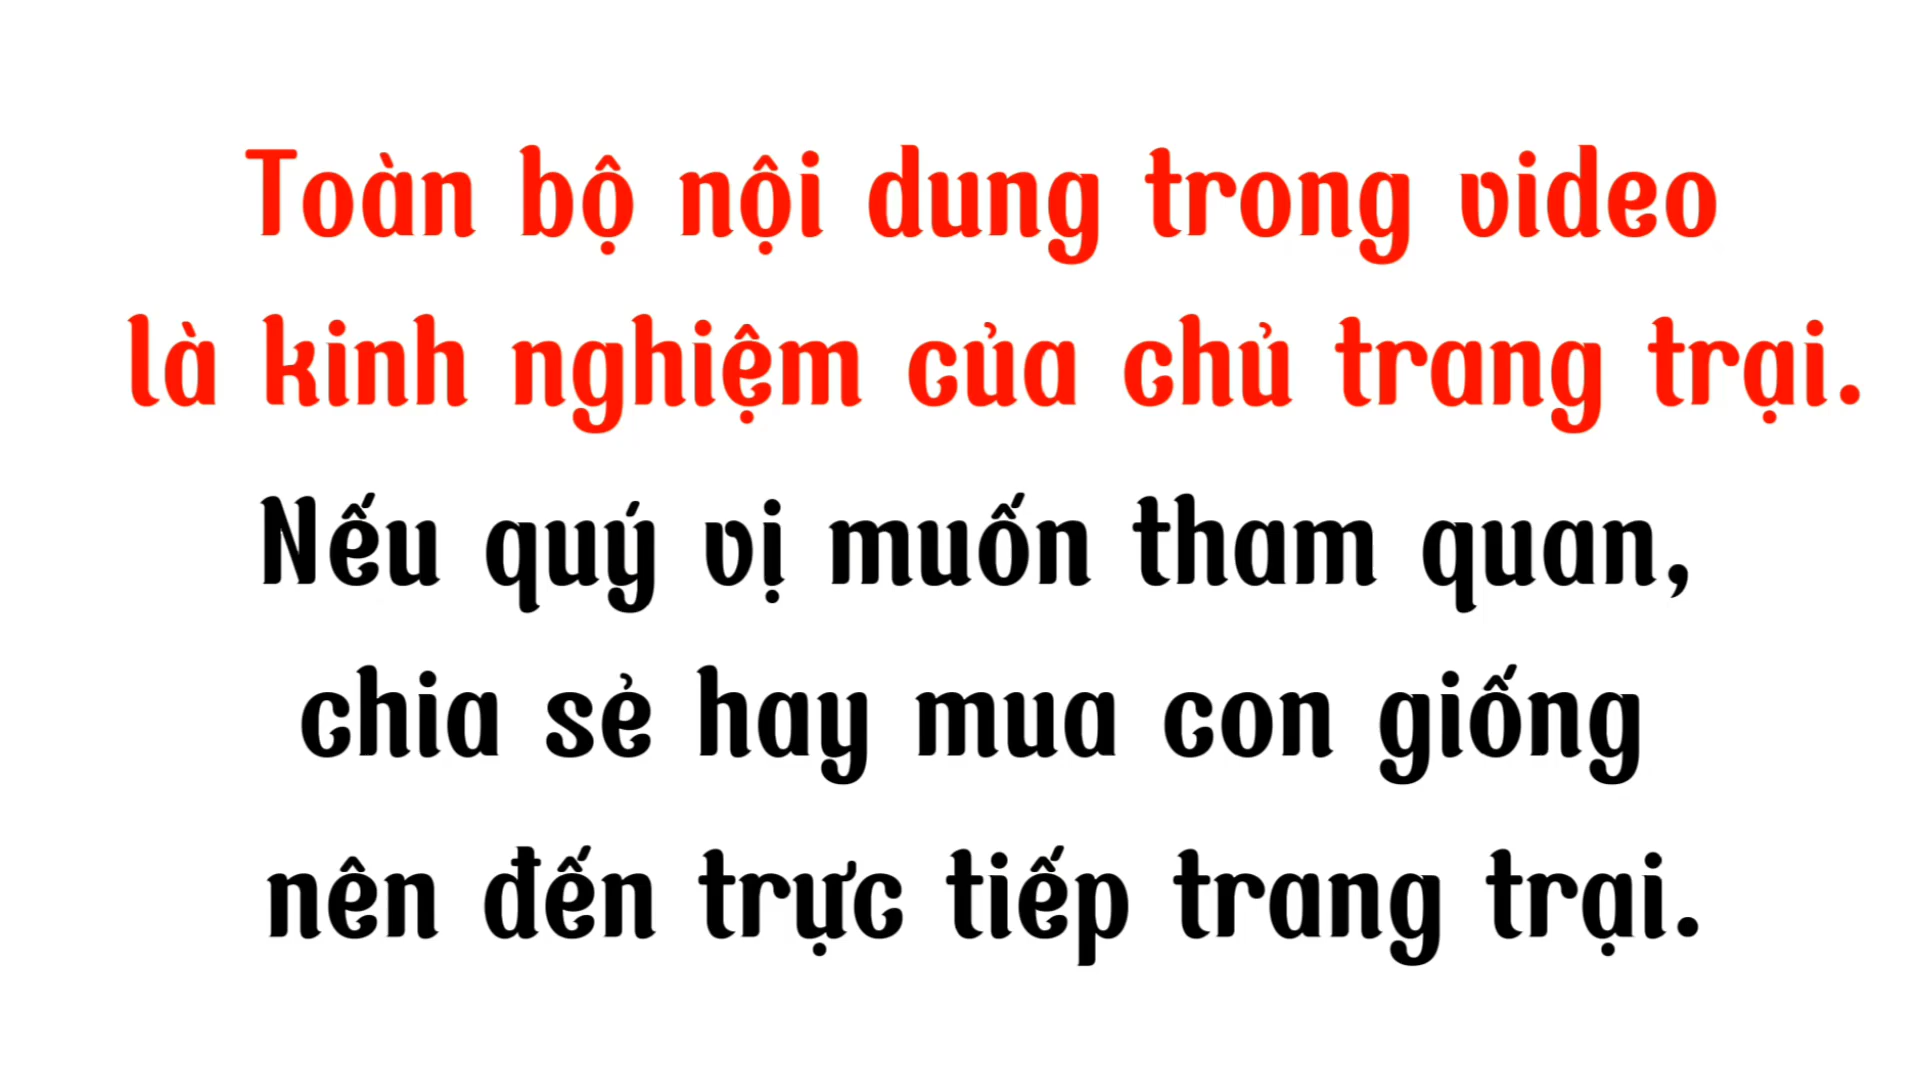 Toàn bộ nội dung trong video
là kinh nghiệm của chủ trang trại.
Nếu quý vị muốn tham quan,
chia sẻ hay mua con giống
nên đến trực tiếp trang trại.